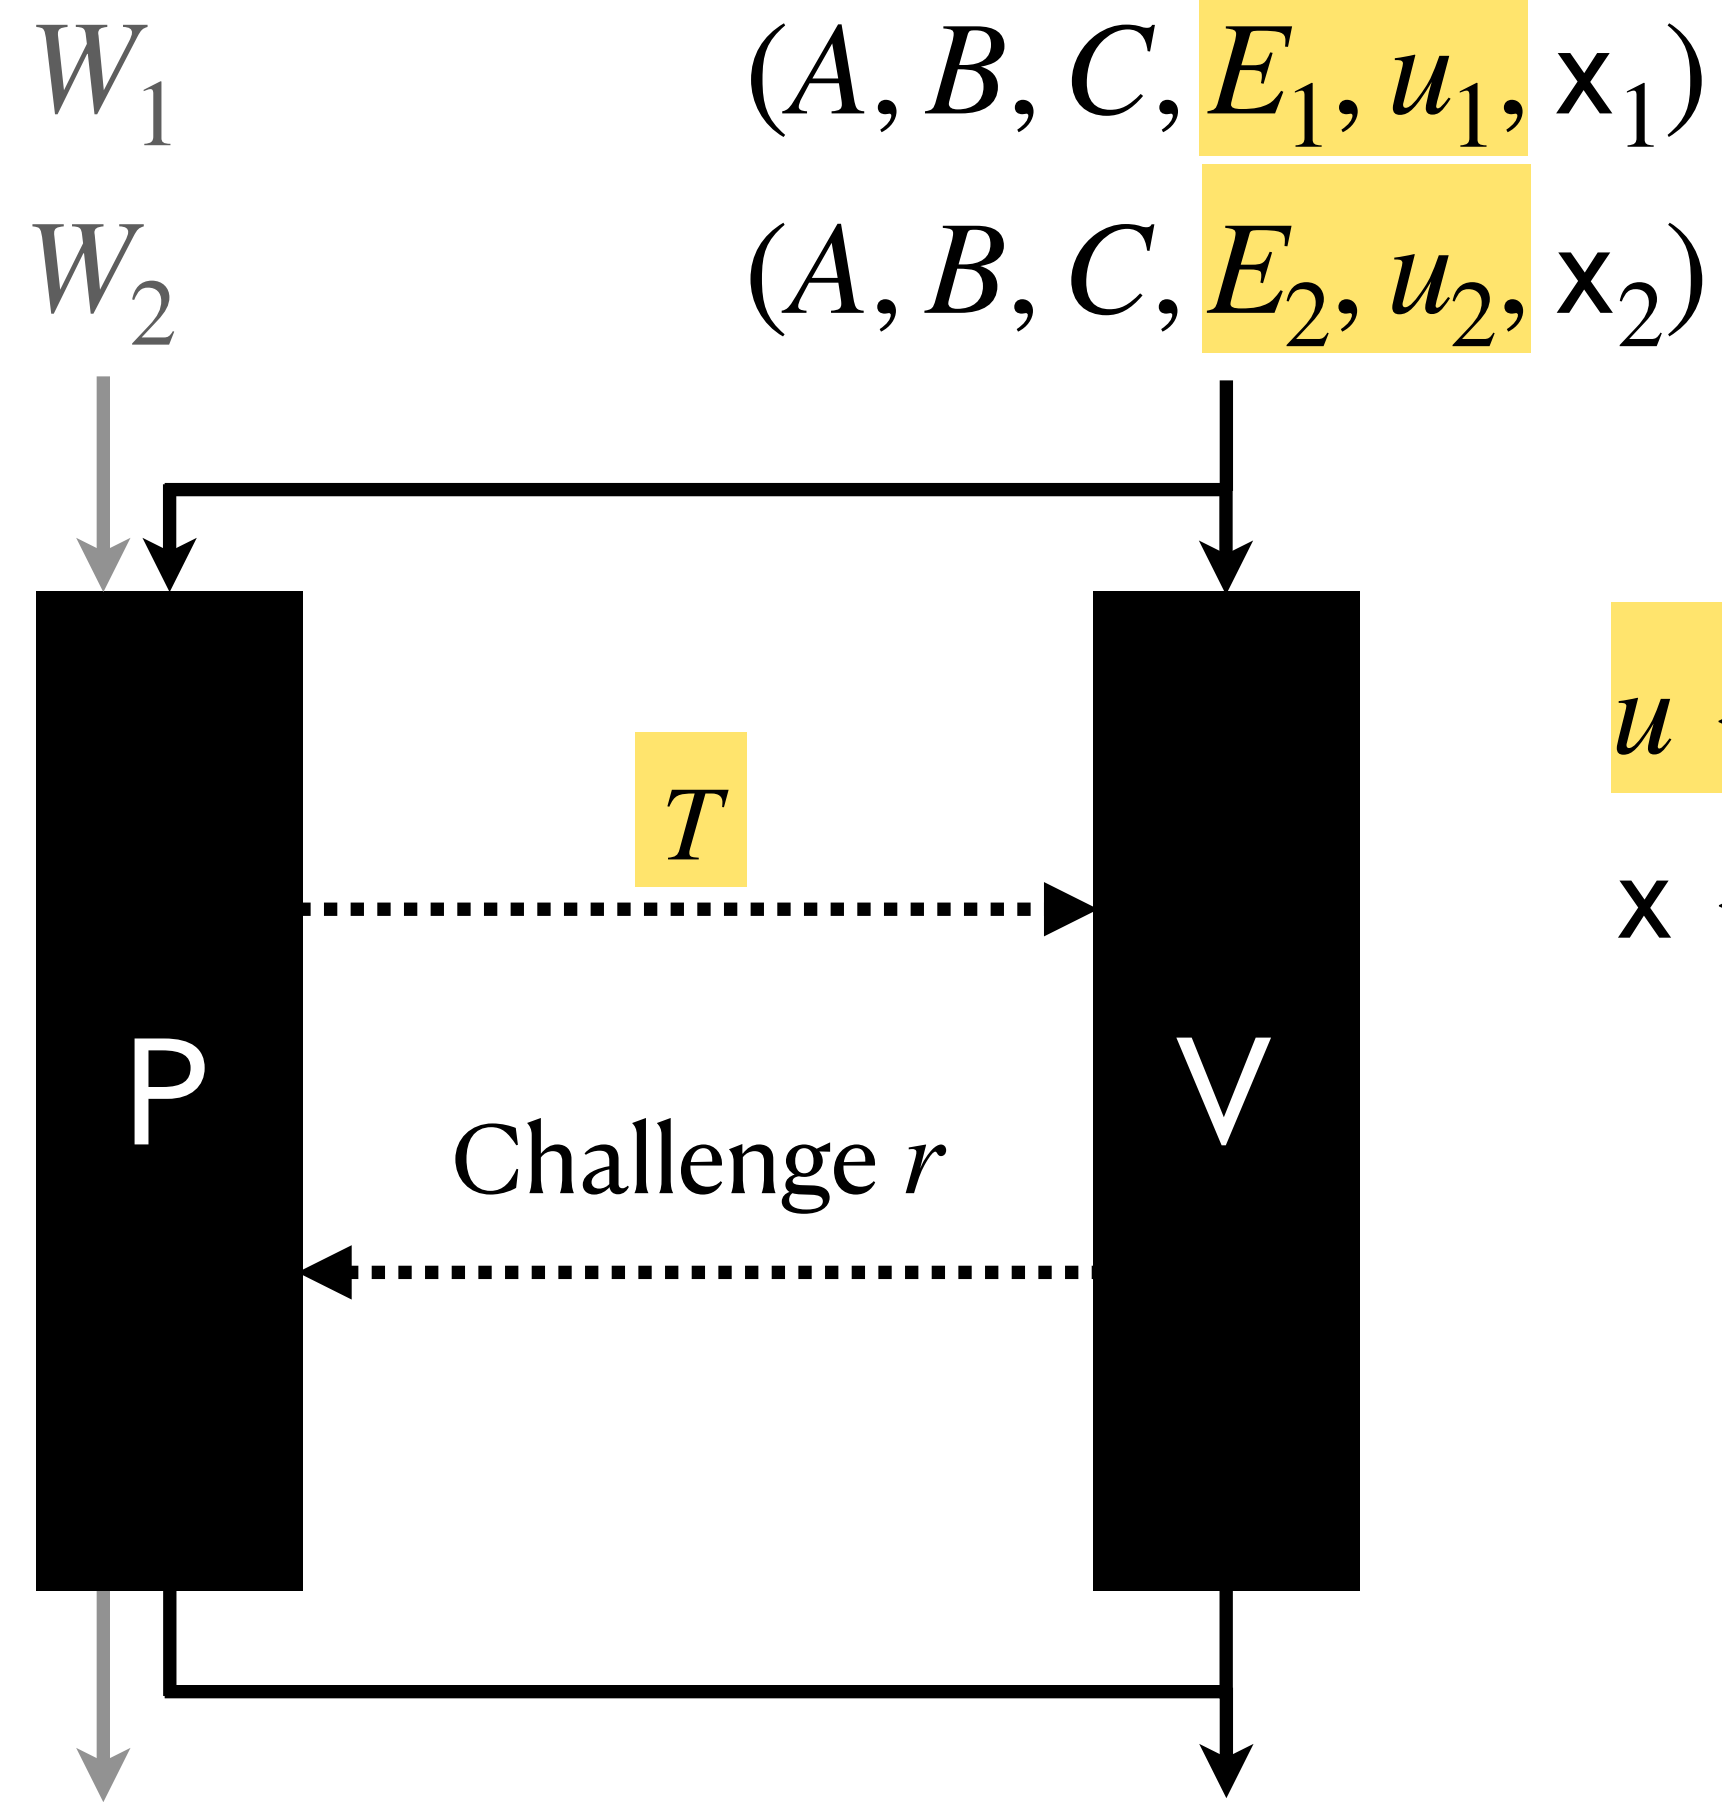 W₁ (A, B, C, E₁, u₁, x₁)
W₂ (A, B, C, E₂, u₂, x₂)
u
T
x
P
V
Challenge r